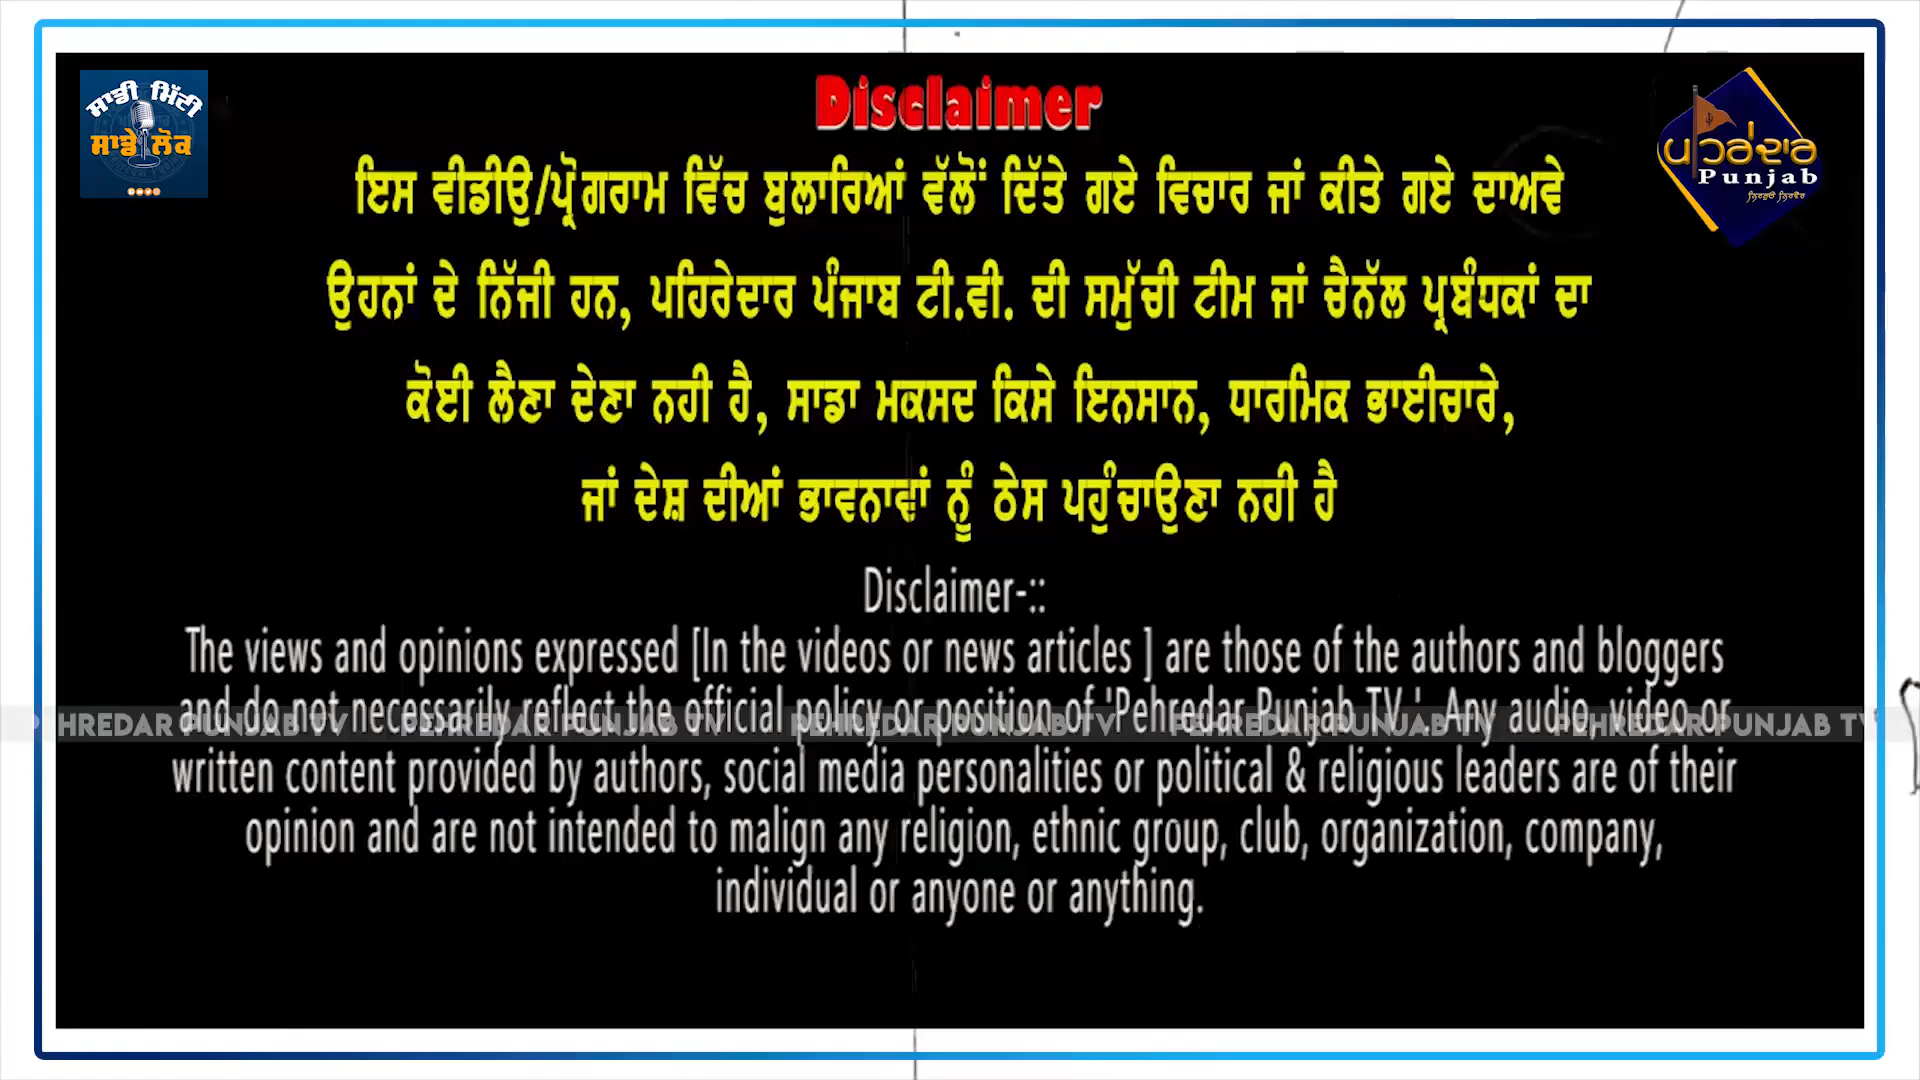 ਸਾਡੀ ਮਿੱਟੀ
ਸਾਡੇ ਲੋਕ
Disclaimer
ਪਹਿਰੇਦਾਰ
Punjab
ਨਿਰਭਉ ਨਿਰਵੈਰ
ਇਸ ਵੀਡੀਉ/ਪ੍ਰੋਗਰਾਮ ਵਿੱਚ ਬੁਲਾਰਿਆਂ ਵੱਲੋਂ ਦਿੱਤੇ ਗਏ ਵਿਚਾਰ ਜਾਂ ਕੀਤੇ ਗਏ ਦਾਅਵੇ
ਉਹਨਾਂ ਦੇ ਨਿੱਜੀ ਹਨ, ਪਹਿਰੇਦਾਰ ਪੰਜਾਬ ਟੀ.ਵੀ. ਦੀ ਸਮੁੱਚੀ ਟੀਮ ਜਾਂ ਚੈਨੱਲ ਪ੍ਰਬੰਧਕਾਂ ਦਾ
ਕੋਈ ਲੈਣਾ ਦੇਣਾ ਨਹੀ ਹੈ, ਸਾਡਾ ਮਕਸਦ ਕਿਸੇ ਇਨਸਾਨ, ਧਾਰਮਿਕ ਭਾਈਚਾਰੇ,
ਜਾਂ ਦੇਸ਼ ਦੀਆਂ ਭਾਵਨਾਵਾਂ ਨੂੰ ਠੇਸ ਪਹੁੰਚਾਉਣਾ ਨਹੀ ਹੈ
Disclaimer-::
The views and opinions expressed [In the videos or news articles ] are those of the authors and bloggers
and do not necessarily reflect the official policy or position of 'Pehredar Punjab TV '. Any audio, video or
PEHREDAR PUNJAB TV PEHREDAR PUNJAB TV PEHREDAR PUNJAB TV PEHREDAR PUNJAB TV PEHREDAR PUNJAB TV
written content provided by authors, social media personalities or political & religious leaders are of their
opinion and are not intended to malign any religion, ethnic group, club, organization, company,
individual or anyone or anything.